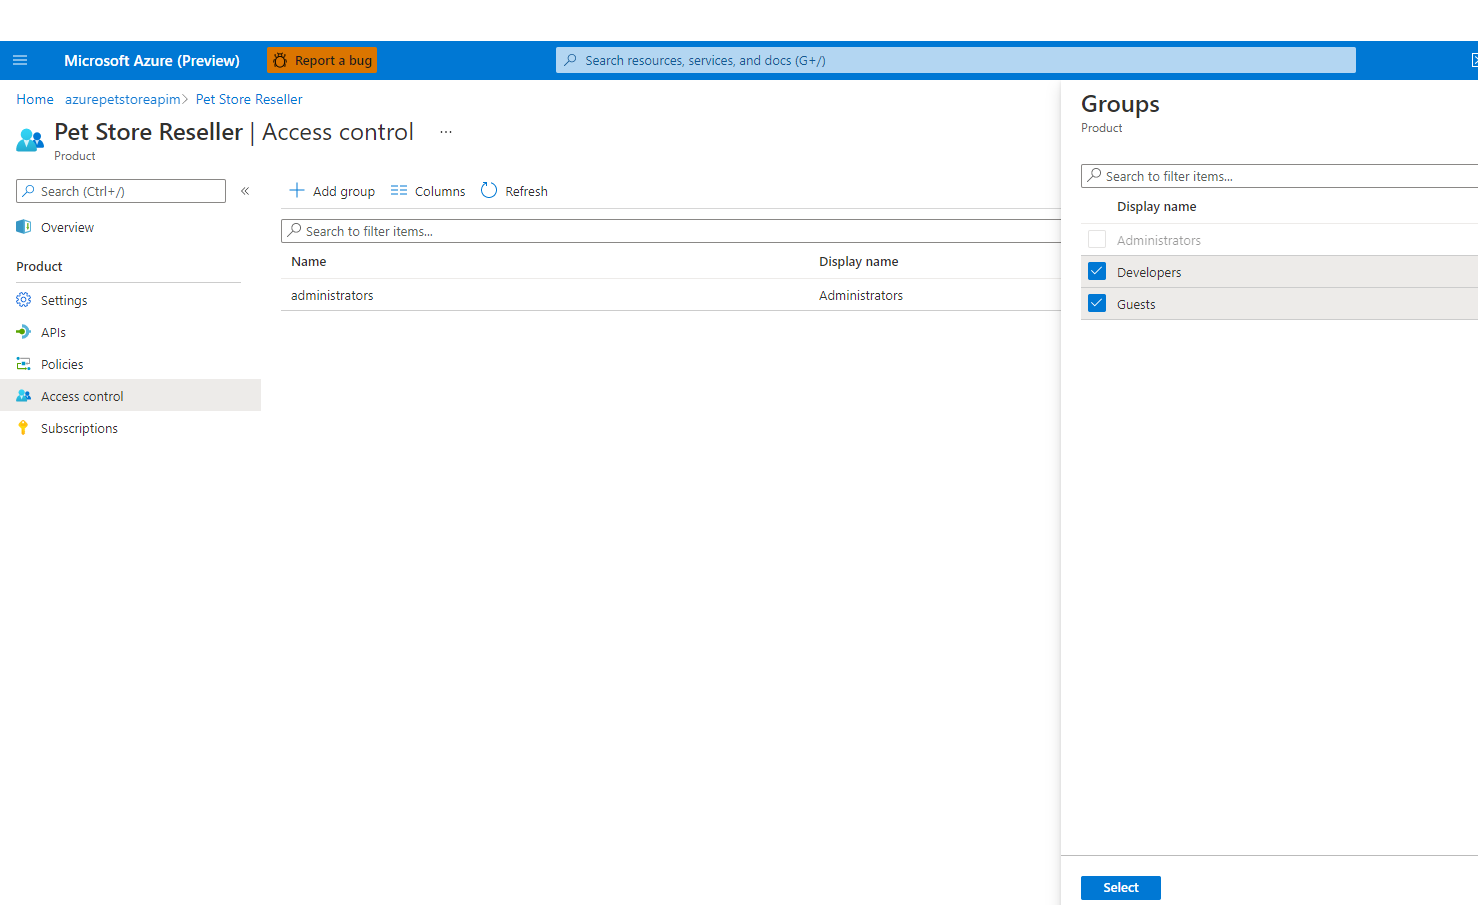 Microsoft Azure (Preview)
Report a bug
Search resources, services, and docs (G+/)
Home azurepetstoreapim> Pet Store Reseller
Pet Store Reseller | Access control ...
Product
Search (Ctrl+/) «
Overview
Product
Settings
APIs
Policies
Access control
Subscriptions
Add group Columns Refresh
Search to filter items...
Name Display name
administrators Administrators
Groups
Product
Search to filter items...
Display name
Administrators
Developers
Guests
Select